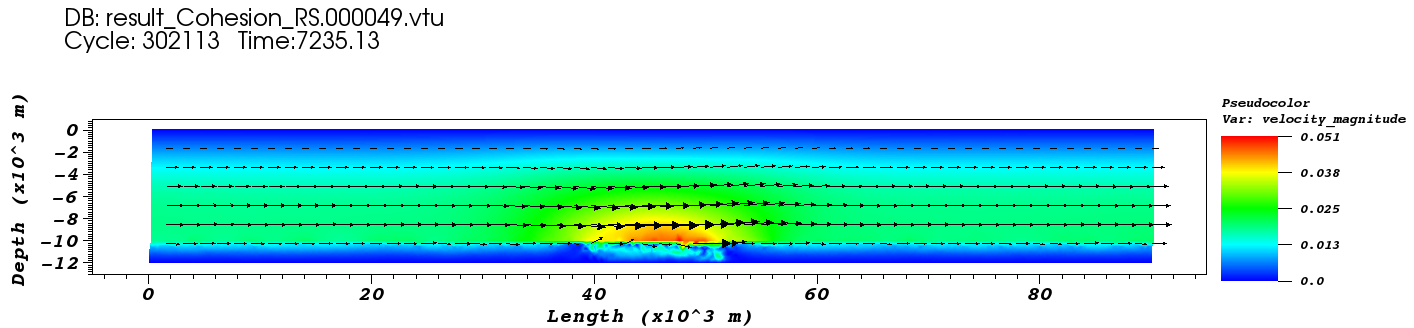 DB: result_Cohesion_RS.000049.vtu
Cycle: 302113 Time:7235.13
Pseudocolor
Var: velocity_magnitude
0.051
0.038
0.025
0.013
0.0
Depth (x10^3 m)
0
-2
-4
-6
-8
-10
-12
0 20 40 60 80
Length (x10^3 m)